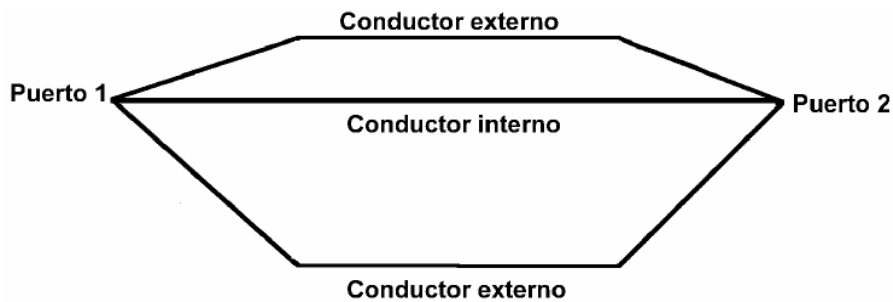 Conductor externo
Puerto 1
Puerto 2
Conductor interno
Conductor externo